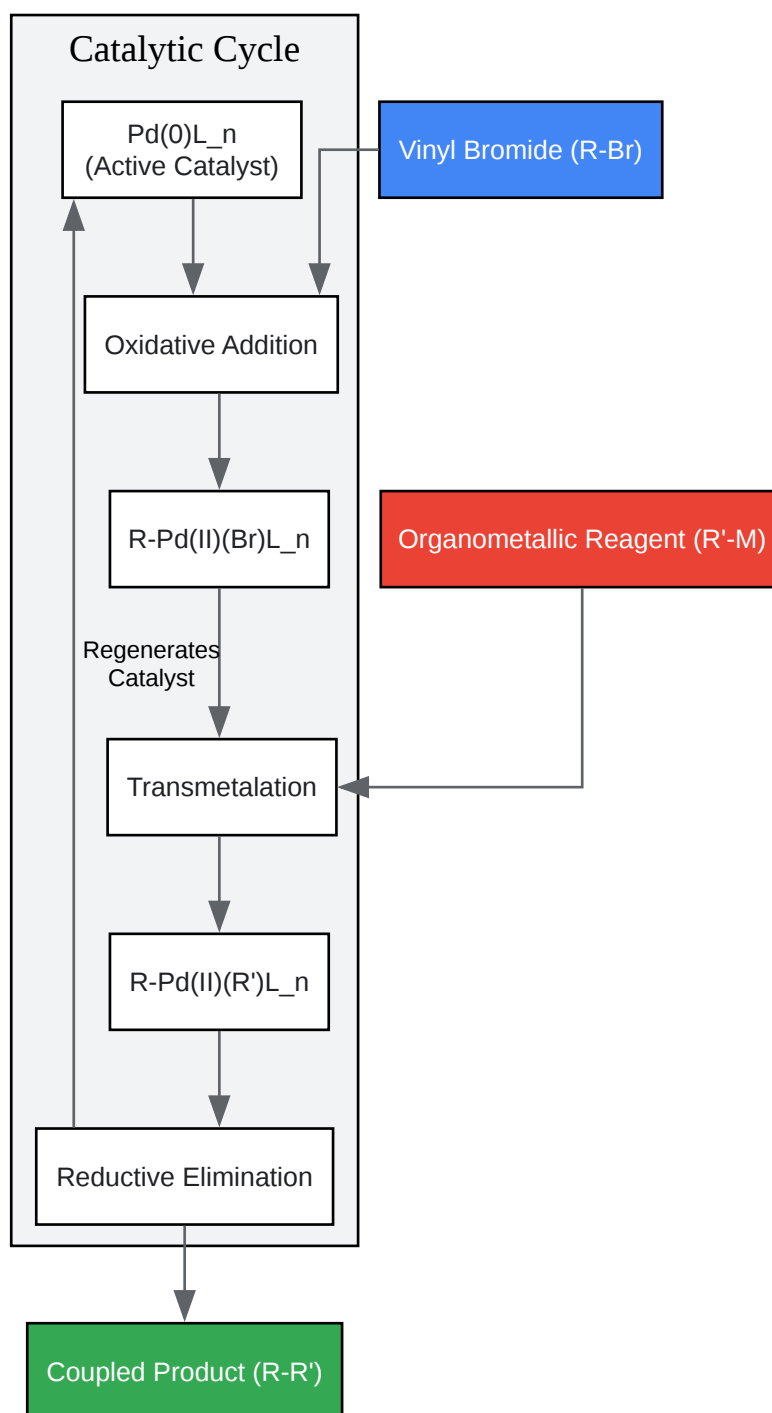 Catalytic Cycle
Pd(0)L_n
(Active Catalyst)
Vinyl Bromide (R-Br)
Oxidative Addition
R-Pd(II)(Br)L_n
Organometallic Reagent (R'-M)
Regenerates
Catalyst
Transmetalation
R-Pd(II)(R')L_n
Reductive Elimination
Coupled Product (R-R')